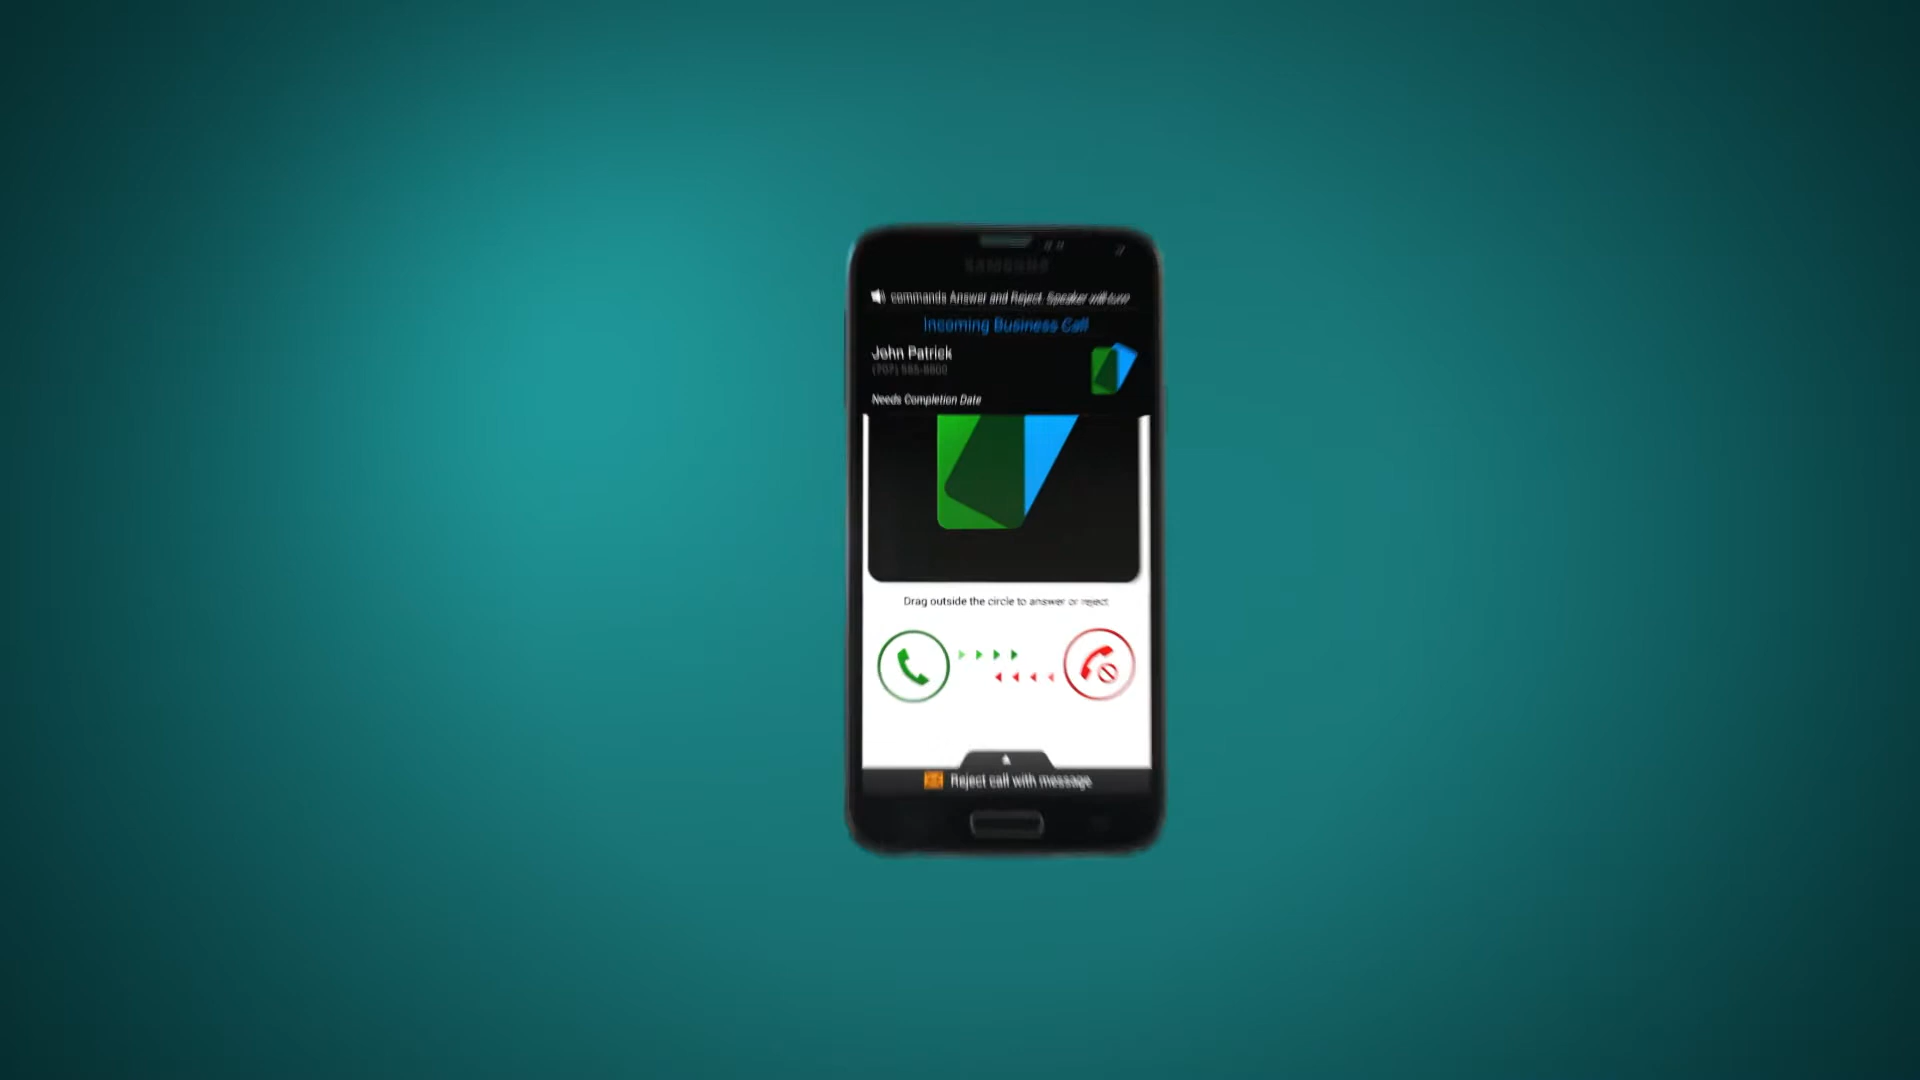 SAMSUNG
commands Answer and Reject. Speaker will turn
Incoming Business Call
John Patrick
Needs Completion Date
Drag outside the circle to answer or reject.
Reject call with message